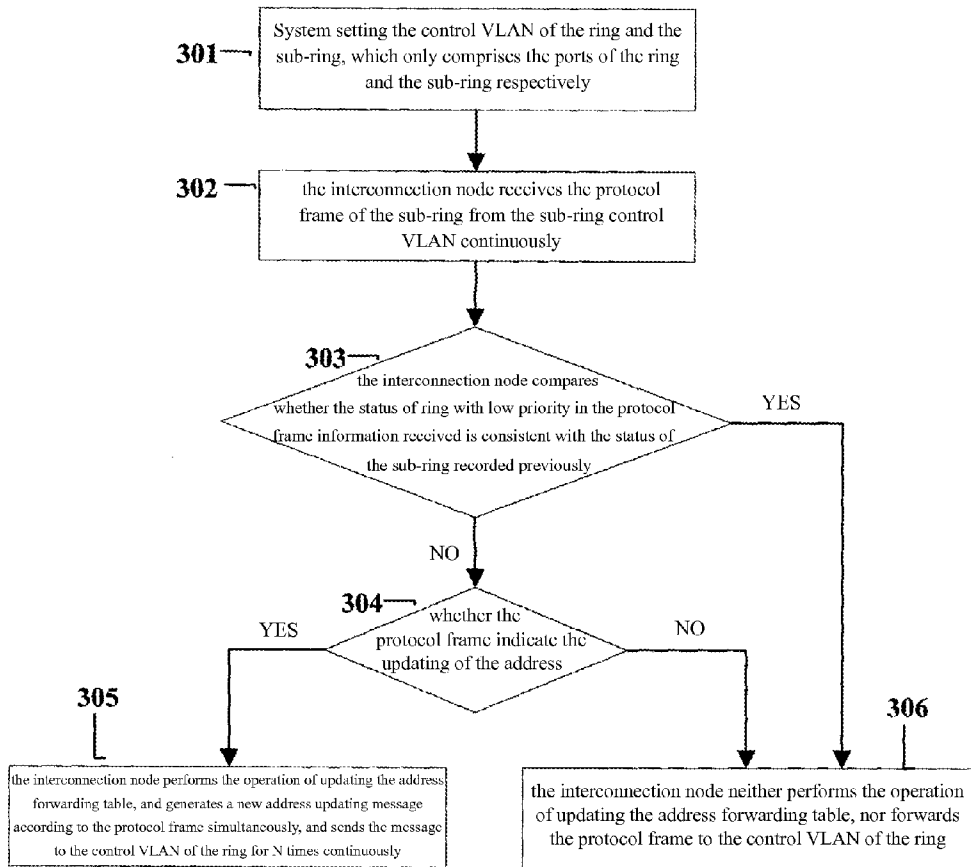 301
System setting the control VLAN of the ring and the
sub-ring, which only comprises the ports of the ring
and the sub-ring respectively
302
the interconnection node receives the protocol
frame of the sub-ring from the sub-ring control
VLAN continuously
303
the interconnection node compares
whether the status of ring with low priority in the protocol
frame information received is consistent with the status of
the sub-ring recorded previously
YES
NO
304
whether the
protocol frame indicate the
updating of the address
YES
NO
305
the interconnection node performs the operation of updating the address
forwarding table, and generates a new address updating message
according to the protocol frame simultaneously, and sends the message
to the control VLAN of the ring for N times continuously
306
the interconnection node neither performs the operation
of updating the address forwarding table, nor forwards
the protocol frame to the control VLAN of the ring